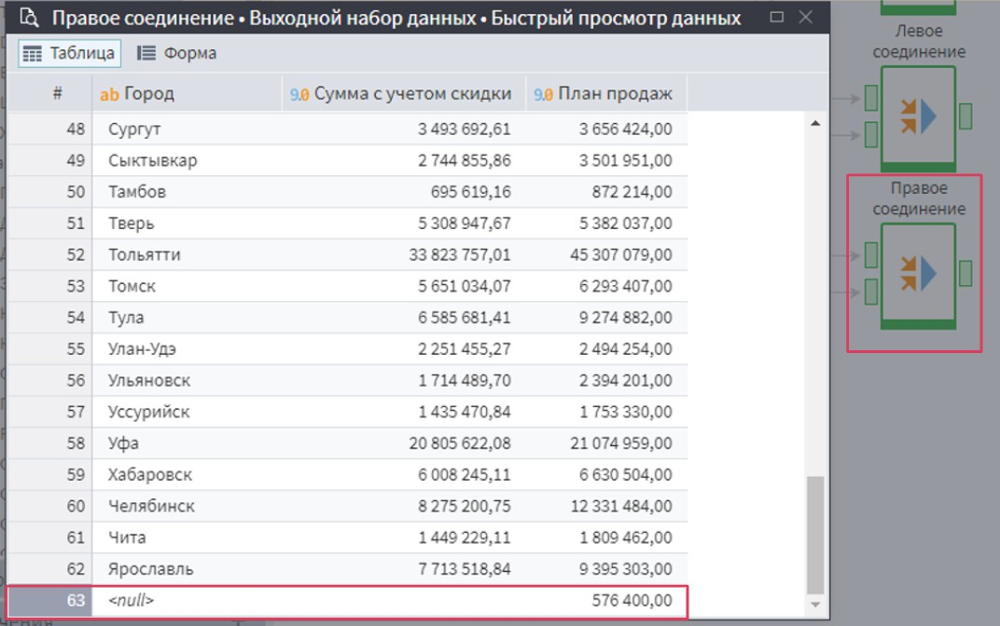 Правое соединение • Выходной набор данных • Быстрый просмотр данных
Таблица Форма
# ab Город 9.0 Сумма с учетом скидки 9.0 План продаж
48 Сургут 3 493 692,61 3 656 424,00
49 Сыктывкар 2 744 855,86 3 501 951,00
50 Тамбов 695 619,16 872 214,00
51 Тверь 5 308 947,67 5 382 037,00
52 Тольятти 33 823 757,01 45 307 079,00
53 Томск 5 651 034,07 6 293 407,00
54 Тула 6 585 681,41 9 274 882,00
55 Улан-Удэ 2 251 455,27 2 494 254,00
56 Ульяновск 1 714 489,70 2 394 201,00
57 Уссурийск 1 435 470,84 1 753 330,00
58 Уфа 20 805 622,08 21 074 959,00
59 Хабаровск 6 008 245,11 6 630 504,00
60 Челябинск 8 275 200,75 12 331 484,00
61 Чита 1 449 229,11 1 809 462,00
62 Ярославль 7 713 518,84 9 395 303,00
63 <null> 576 400,00
Левое
соединение
Правое
соединение